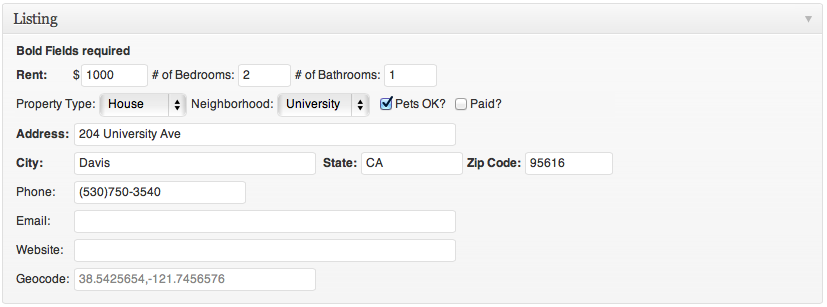 Listing
Bold Fields required
Rent: $ 1000 # of Bedrooms: 2 # of Bathrooms: 1
Property Type: House Neighborhood: University Pets OK? Paid?
Address: 204 University Ave
City: Davis State: CA Zip Code: 95616
Phone: (530)750-3540
Email:
Website:
Geocode: 38.5425654,-121.7456576